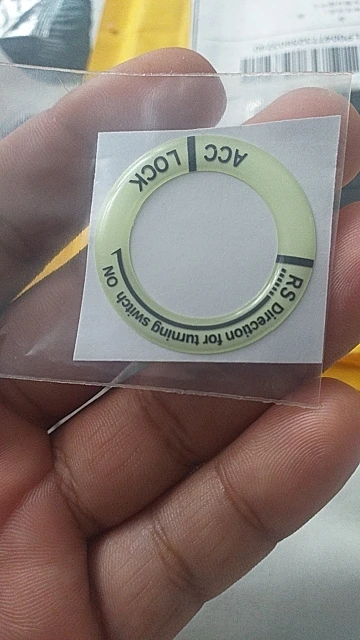 LOCK
ACC
RS Direction for turning switch ON